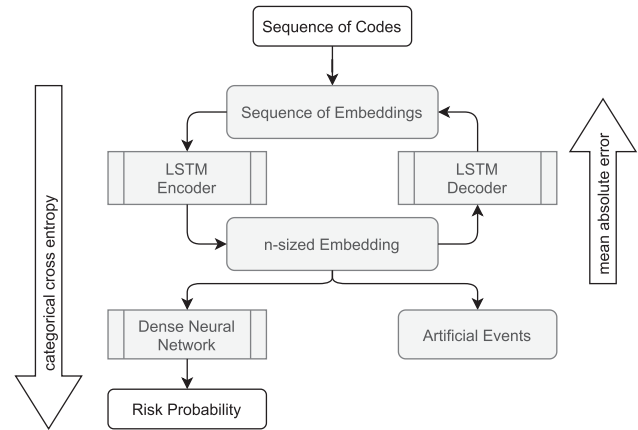 Sequence of Codes
Sequence of Embeddings
LSTM
Encoder
LSTM
Decoder
n-sized Embedding
Dense Neural
Network
Artificial Events
Risk Probability
categorical cross entropy
mean absolute error